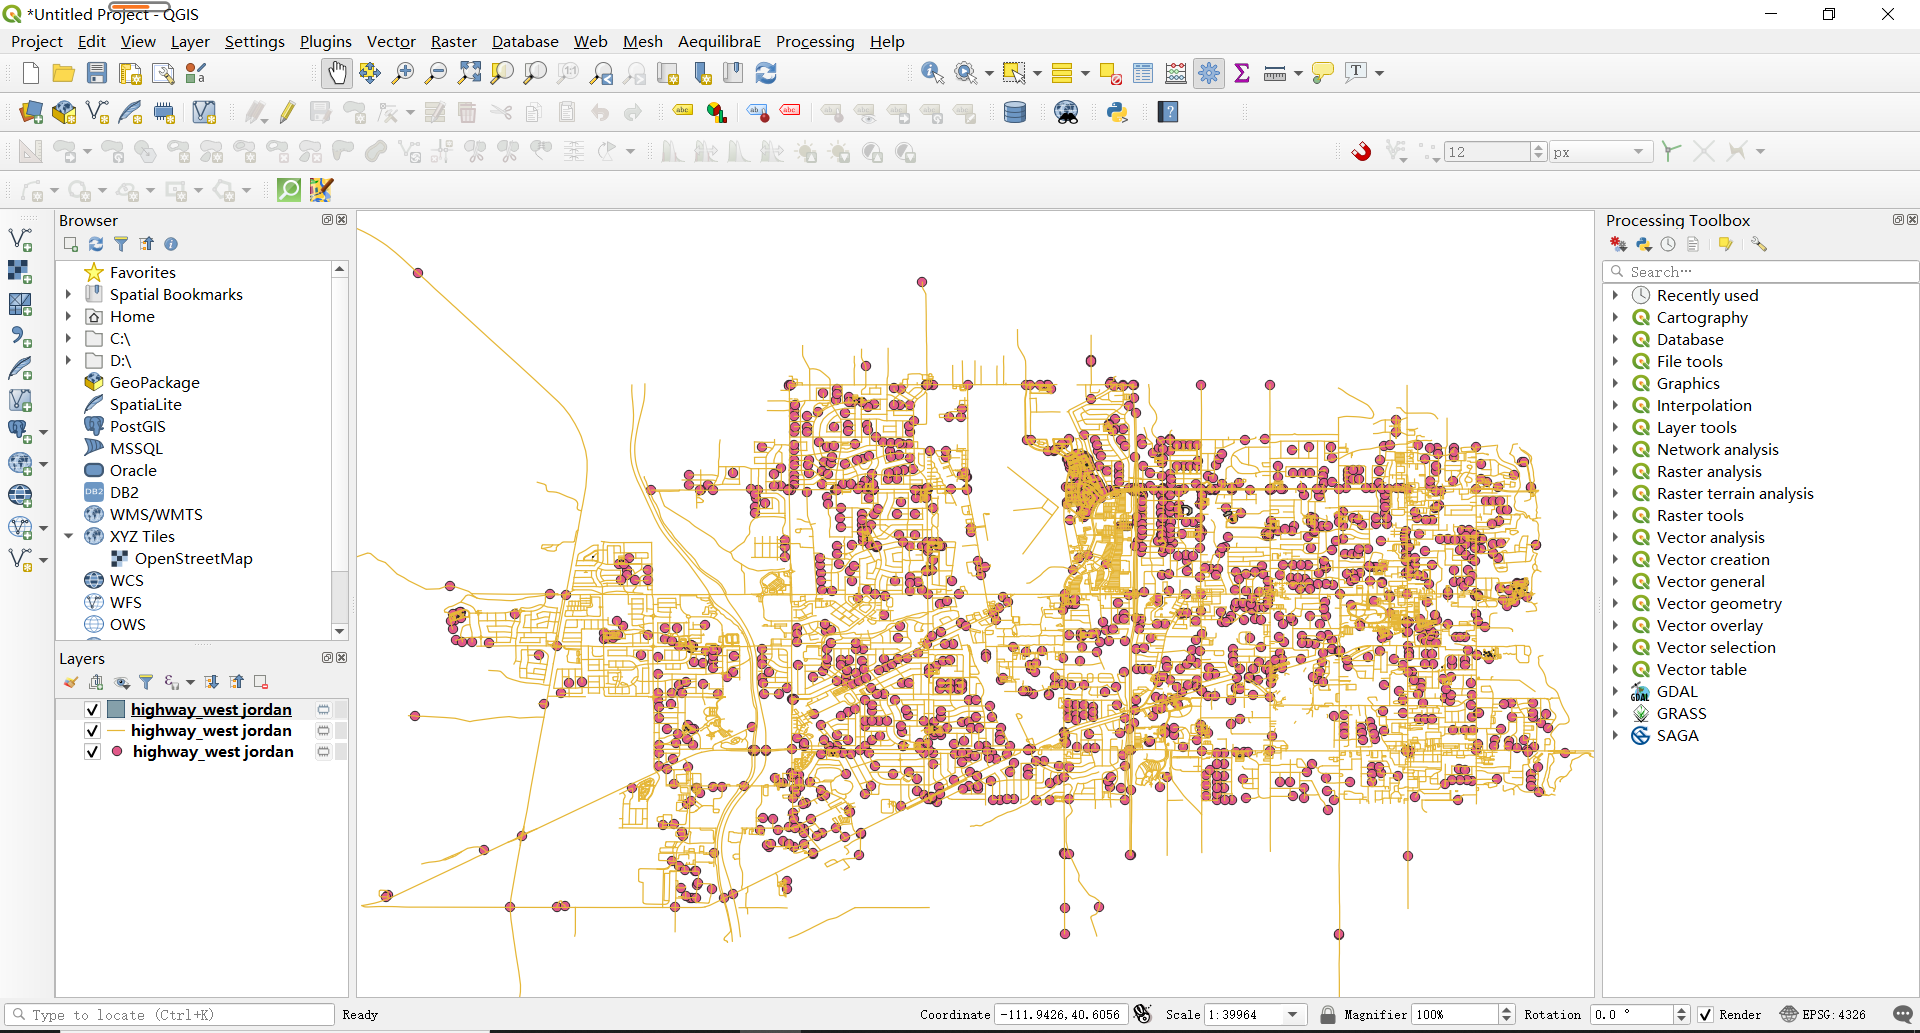 *Untitled Project - QGIS
Project Edit View Layer Settings Plugins Vector Raster Database Web Mesh AequilibraE Processing Help
12 px
Browser
Favorites
Spatial Bookmarks
Home
C:\
D:\
GeoPackage
SpatiaLite
PostGIS
MSSQL
Oracle
DB2
WMS/WMTS
XYZ Tiles
OpenStreetMap
WCS
WFS
OWS
Layers
highway_west jordan
highway_west jordan
highway_west jordan
Processing Toolbox
Search…
Recently used
Cartography
Database
File tools
Graphics
Interpolation
Layer tools
Network analysis
Raster analysis
Raster terrain analysis
Raster tools
Vector analysis
Vector creation
Vector general
Vector geometry
Vector overlay
Vector selection
Vector table
GDAL
GRASS
SAGA
Type to locate (Ctrl+K) Ready Coordinate -111.9426,40.6056 Scale 1:39964 Magnifier 100% Rotation 0.0 ° Render EPSG:4326